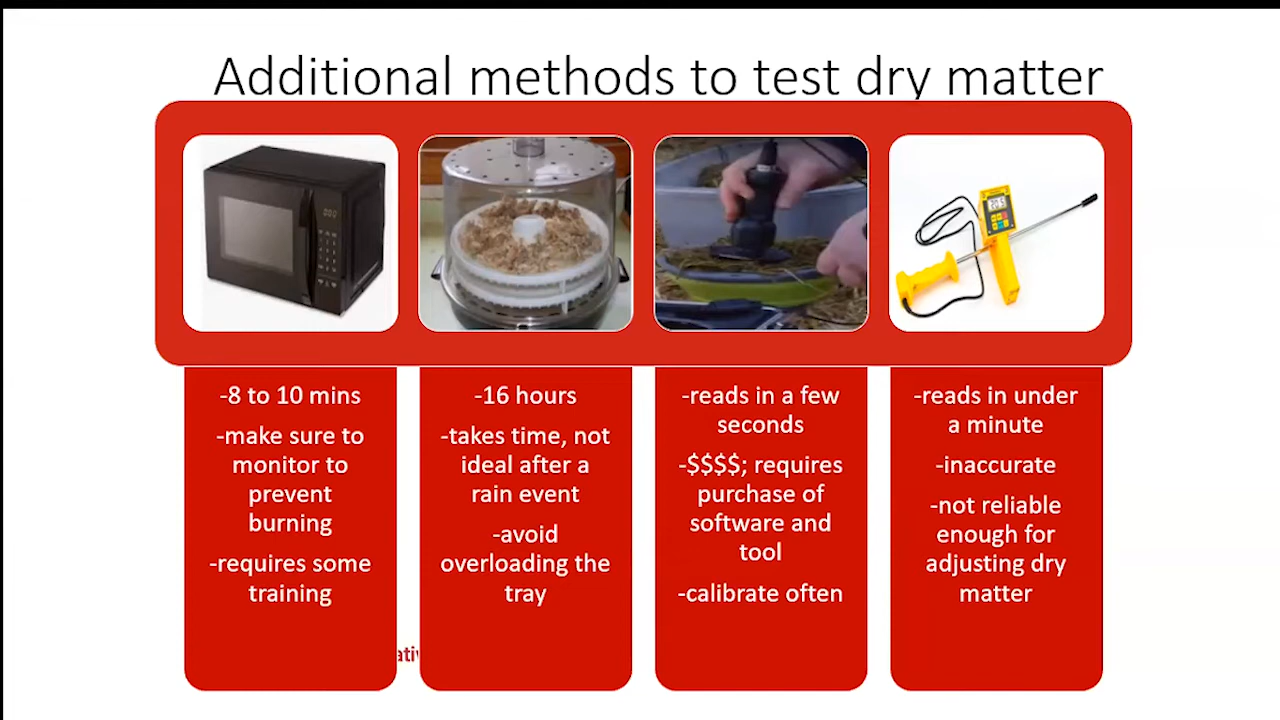 Additional methods to test dry matter
-8 to 10 mins
-make sure to
monitor to
prevent
burning
-requires some
training
-16 hours
-takes time, not
ideal after a
rain event
-avoid
overloading the
tray
-reads in a few
seconds
-$$$$; requires
purchase of
software and
tool
-calibrate often
-reads in under
a minute
-inaccurate
-not reliable
enough for
adjusting dry
matter